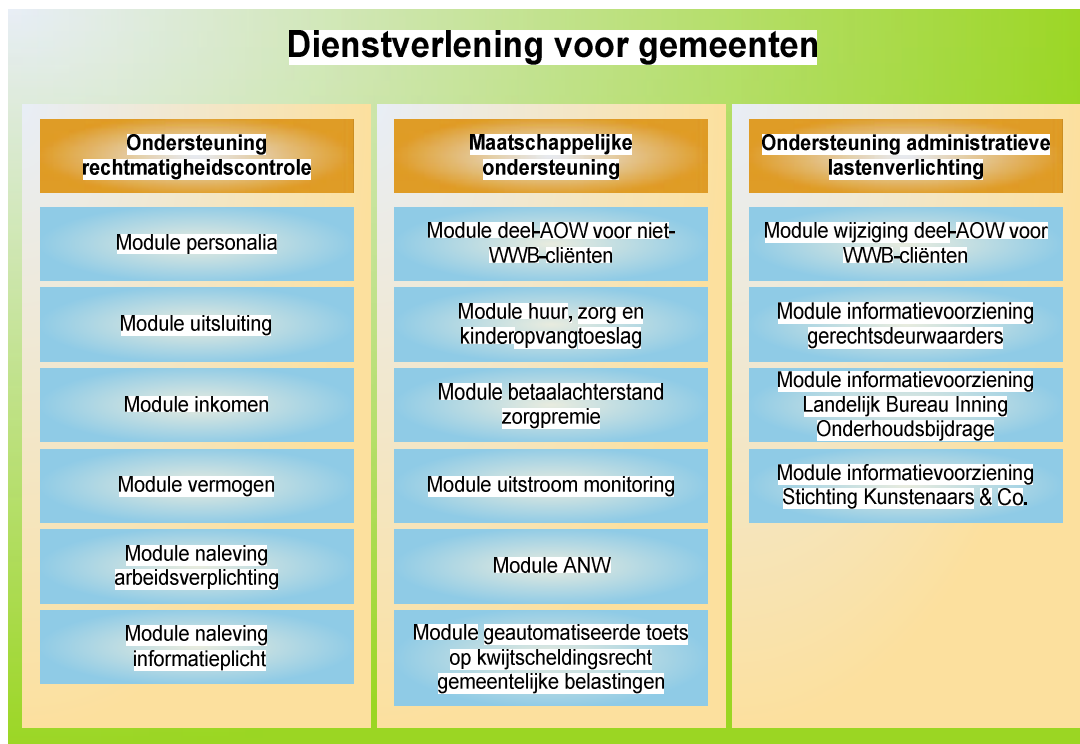 Dienstverlening voor gemeenten
Ondersteuning
rechtmatigheidscontrole
Module personalia
Module uitsluiting
Module inkomen
Module vermogen
Module naleving
arbeidsverplichting
Module naleving
informatieplicht
Maatschappelijke
ondersteuning
Module deel-AOW voor niet-
WWB-cliënten
Module huur, zorg en
kinderopvangtoeslag
Module betaalachterstand
zorgpremie
Module uitstroom monitoring
Module ANW
Module geautomatiseerde toets
op kwijtscheldingsrecht
gemeentelijke belastingen
Ondersteuning administratieve
lastenverlichting
Module wijziging deel-AOW voor
WWB-cliënten
Module informatievoorziening
gerechtsdeurwaarders
Module informatievoorziening
Landelijk Bureau Inning
Onderhoudsbijdrage
Module informatievoorziening
Stichting Kunstenaars & Co.